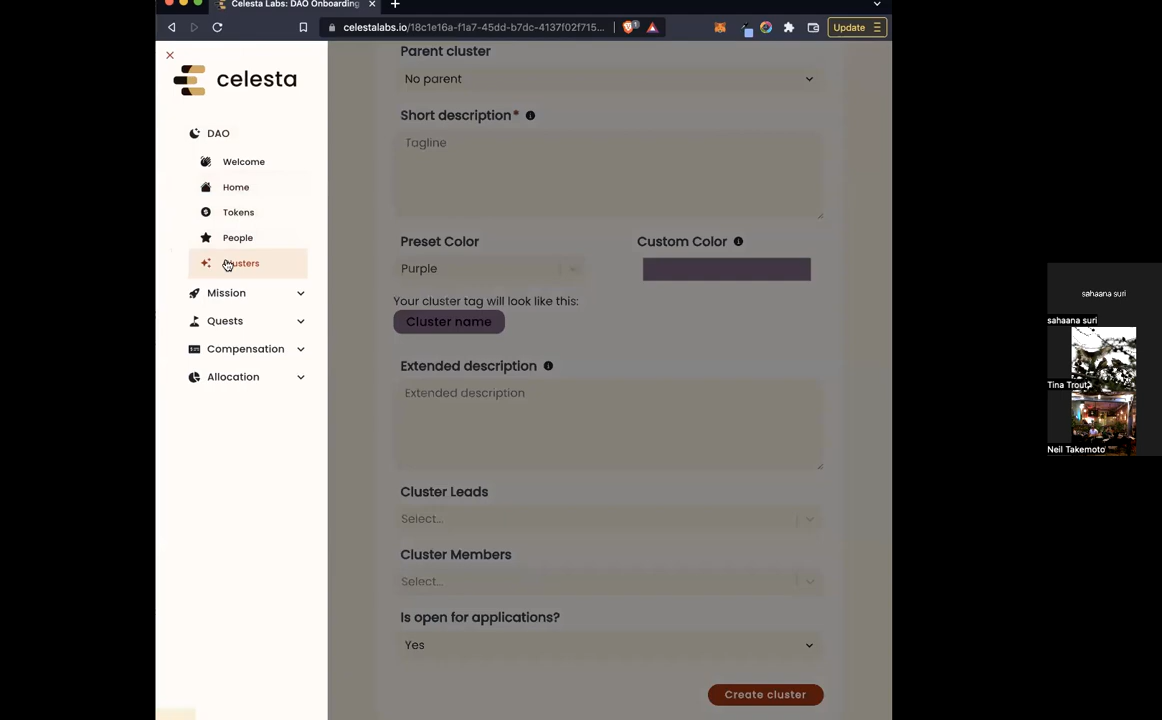 Celesta Labs: DAO Onboarding
celestalabs.io/18c1e16a-f1a7-45dd-b7dc-4137f02f715...
1
Update
celesta
DAO
Welcome
Home
Tokens
People
Clusters
Mission
Quests
Compensation
Allocation
Parent cluster
No parent
Short description*
Tagline
Preset Color
Custom Color
Purple
Your cluster tag will look like this:
Cluster name
Extended description
Extended description
Cluster Leads
Select...
Cluster Members
Select...
Is open for applications?
Yes
Create cluster
sahaana suri
sahaana suri
Tina Trout
Neil Takemoto